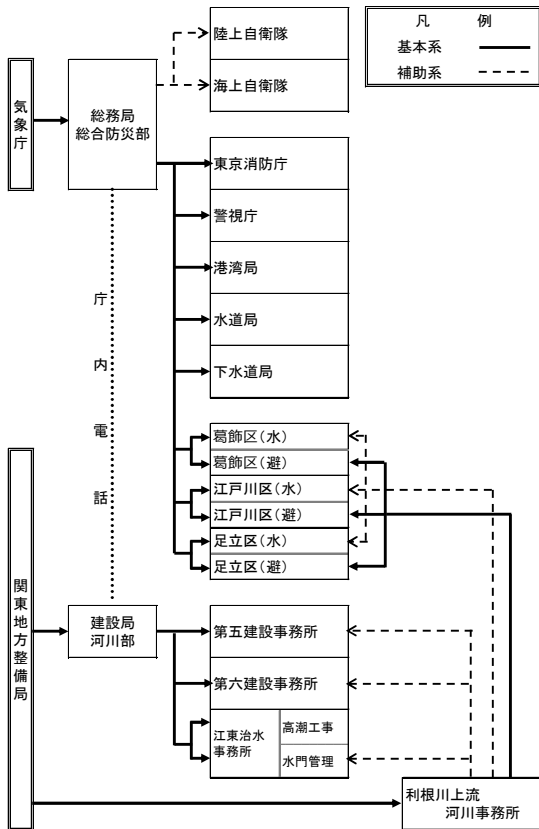 陸上自衛隊
海上自衛隊
凡　例
基本系
補助系
気象庁
総務局
総合防災部
東京消防庁
警視庁
港湾局
水道局
下水道局
庁内電話
葛飾区(水)
葛飾区(避)
江戸川区(水)
江戸川区(避)
足立区(水)
足立区(避)
関東地方整備局
建設局
河川部
第五建設事務所
第六建設事務所
江東治水
事務所
高潮工事
水門管理
利根川上流
河川事務所